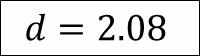 d = 2.08